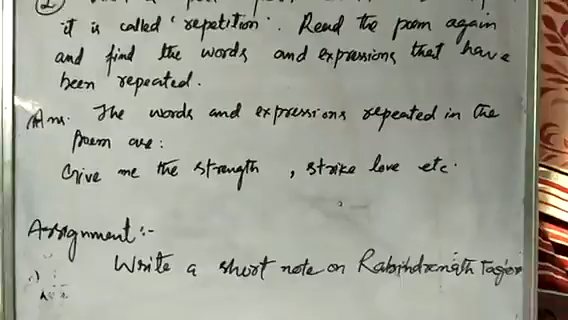 (2)
it is called 'repetition'. Read the poem again
and find the words and expressions that have
been repeated.
Ans. The words and expressions repeated in the
Poem are:
Give me the strength , strike love etc.
Assignment:-
Write a short note on Rabindranath Tagor